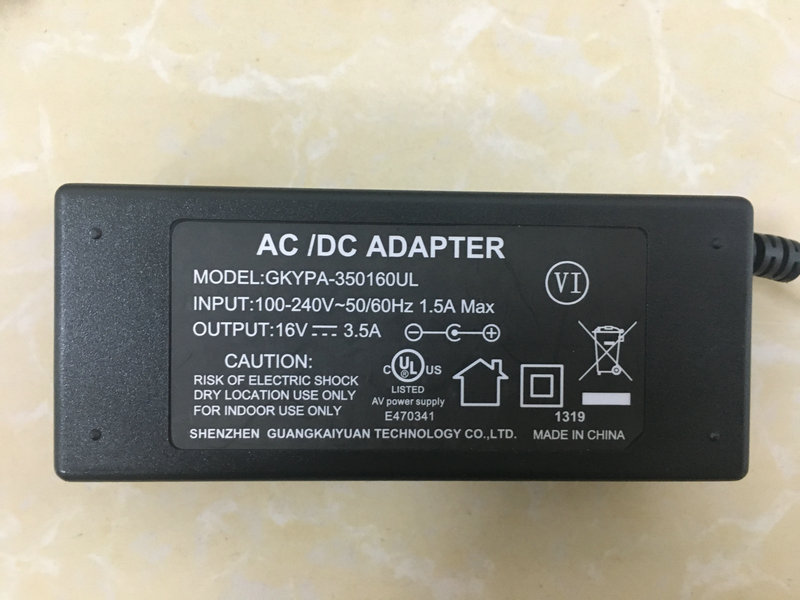 AC /DC ADAPTER
MODEL:GKYPA-350160UL
INPUT:100-240V~50/60Hz 1.5A Max
OUTPUT:16V⎓ 3.5A
VI
CAUTION:
RISK OF ELECTRIC SHOCK
DRY LOCATION USE ONLY
FOR INDOOR USE ONLY
C UL US
LISTED
AV power supply
E470341
1319
SHENZHEN GUANGKAIYUAN TECHNOLOGY CO.,LTD. MADE IN CHINA